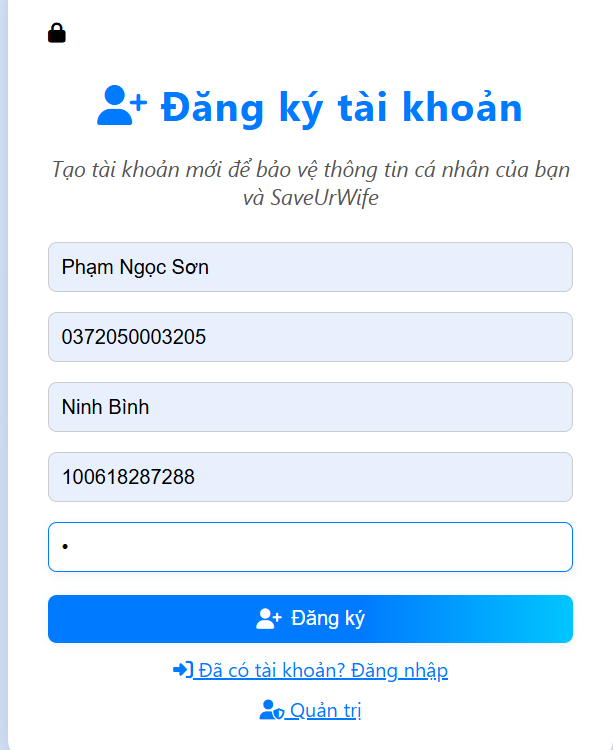 Đăng ký tài khoản
Tạo tài khoản mới để bảo vệ thông tin cá nhân của bạn
và SaveUrWife
Phạm Ngọc Sơn
0372050003205
Ninh Bình
100618287288
•
Đăng ký
Đã có tài khoản? Đăng nhập
Quản trị